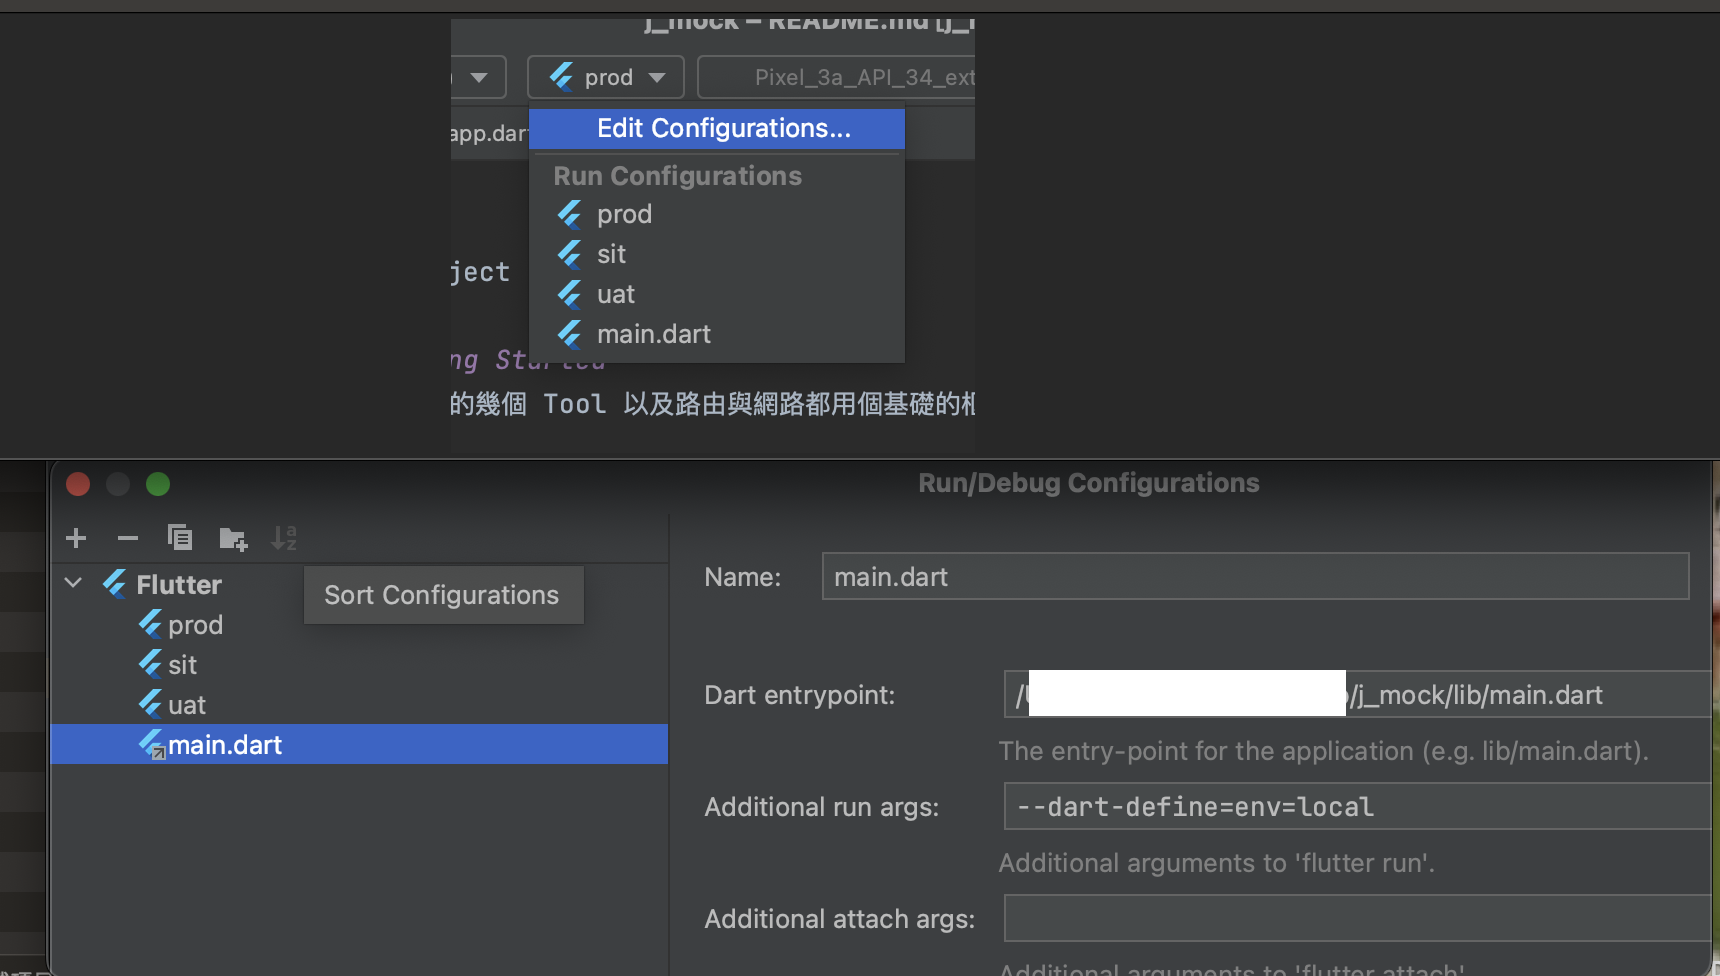 j_mock – README.md [j_m
prod
Pixel_3a_API_34_ext
app.dar
Edit Configurations...
Run Configurations
prod
sit
ject
uat
main.dart
ng Started
的幾個 Tool 以及路由與網路都用個基礎的框
Run/Debug Configurations
Flutter
Sort Configurations
Name:
main.dart
prod
sit
uat
main.dart
Dart entrypoint:
/j_mock/lib/main.dart
The entry-point for the application (e.g. lib/main.dart).
Additional run args:
--dart-define=env=local
Additional arguments to 'flutter run'.
Additional attach args:
Additional arguments to 'flutter attach'